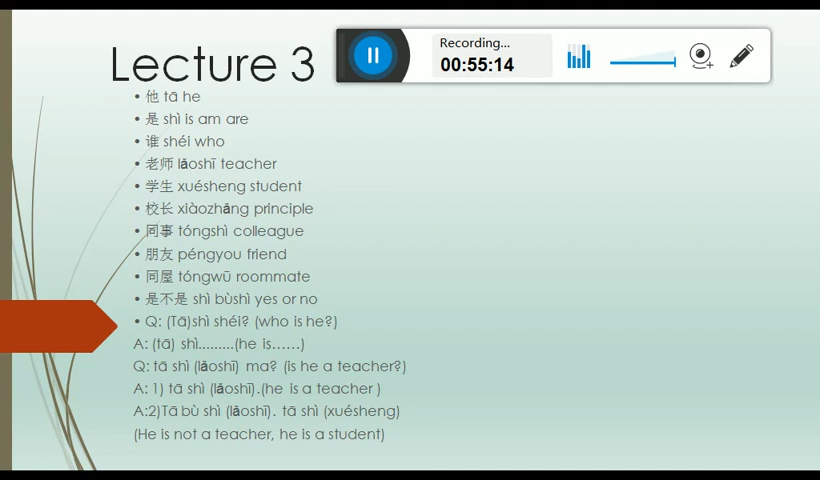 Lecture 3
Recording...
00:55:14
• 他 tā he
• 是 shì is am are
• 谁 shéi who
• 老师 lǎoshī teacher
• 学生 xuésheng student
• 校长 xiàozhǎng principle
• 同事 tóngshì colleague
• 朋友 péngyou friend
• 同屋 tóngwū roommate
• 是不是 shì bùshì yes or no
• Q: (Tā)shì shéi? (who is he?)
A: (tā) shì.........(he is......)
Q: tā shì (lǎoshī) ma? (is he a teacher?)
A: 1) tā shì (lǎoshī).(he is a teacher )
A:2)Tā bù shì (lǎoshī). tā shì (xuésheng)
(He is not a teacher, he is a student)